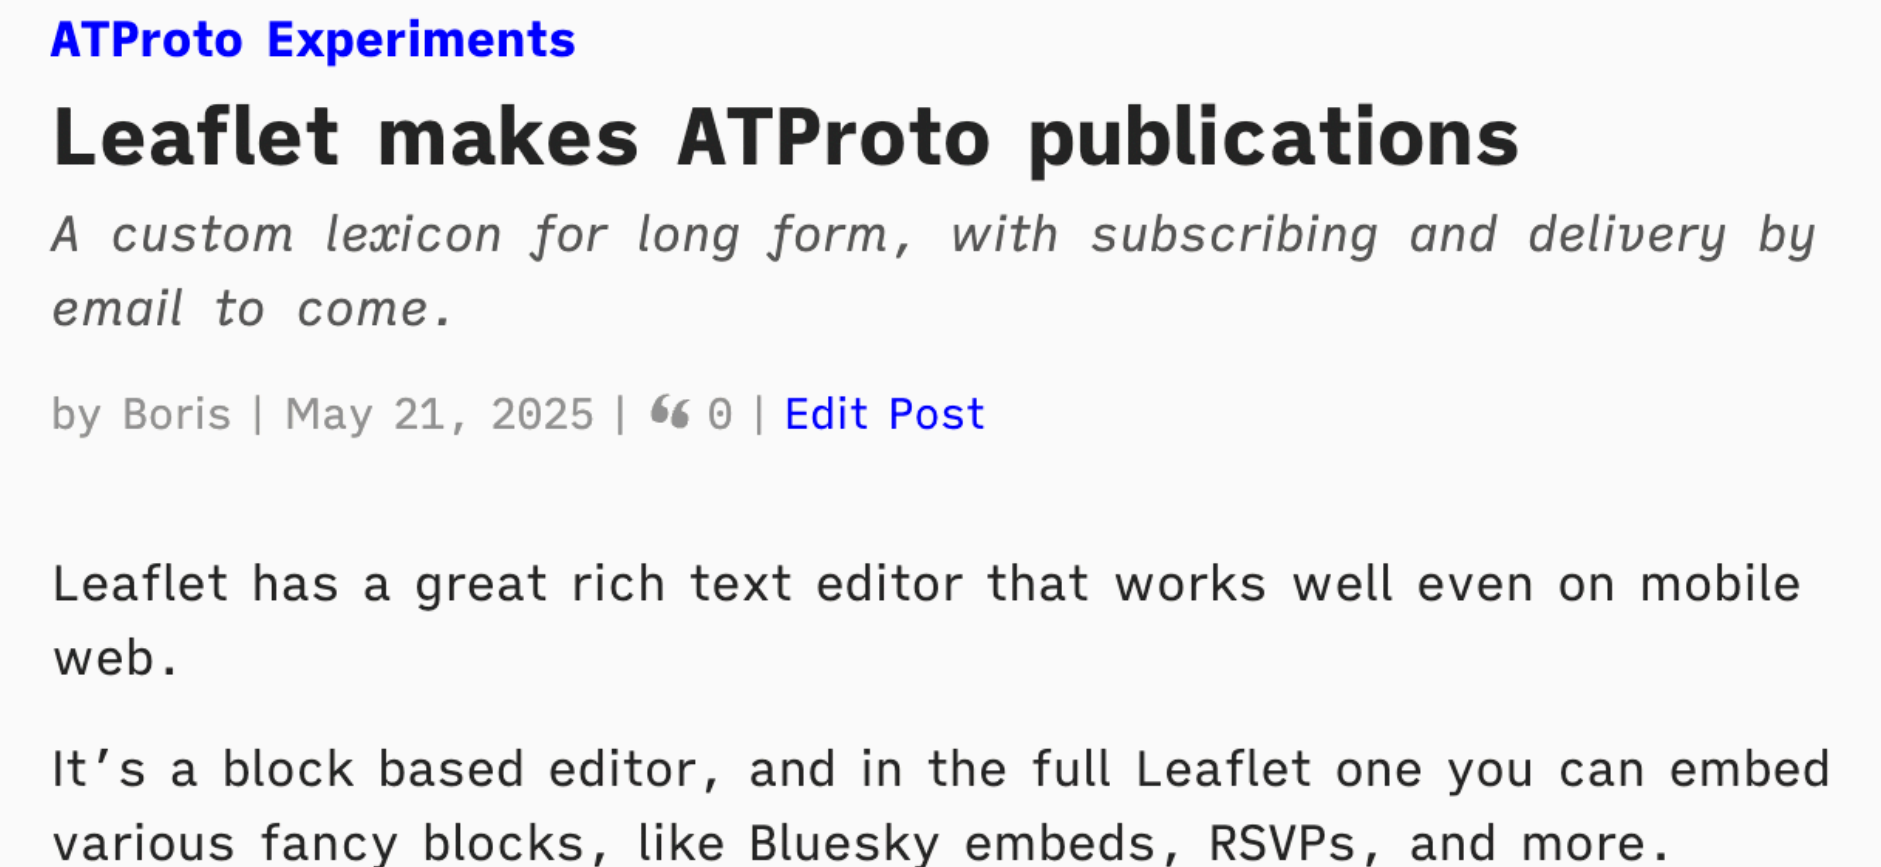 ATProto Experiments
Leaflet makes ATProto publications
A custom lexicon for long form, with subscribing and delivery by
email to come.
by Boris | May 21, 2025 | ❝ 0 | Edit Post
Leaflet has a great rich text editor that works well even on mobile
web.
It’s a block based editor, and in the full Leaflet one you can embed
various fancy blocks, like Bluesky embeds, RSVPs, and more.